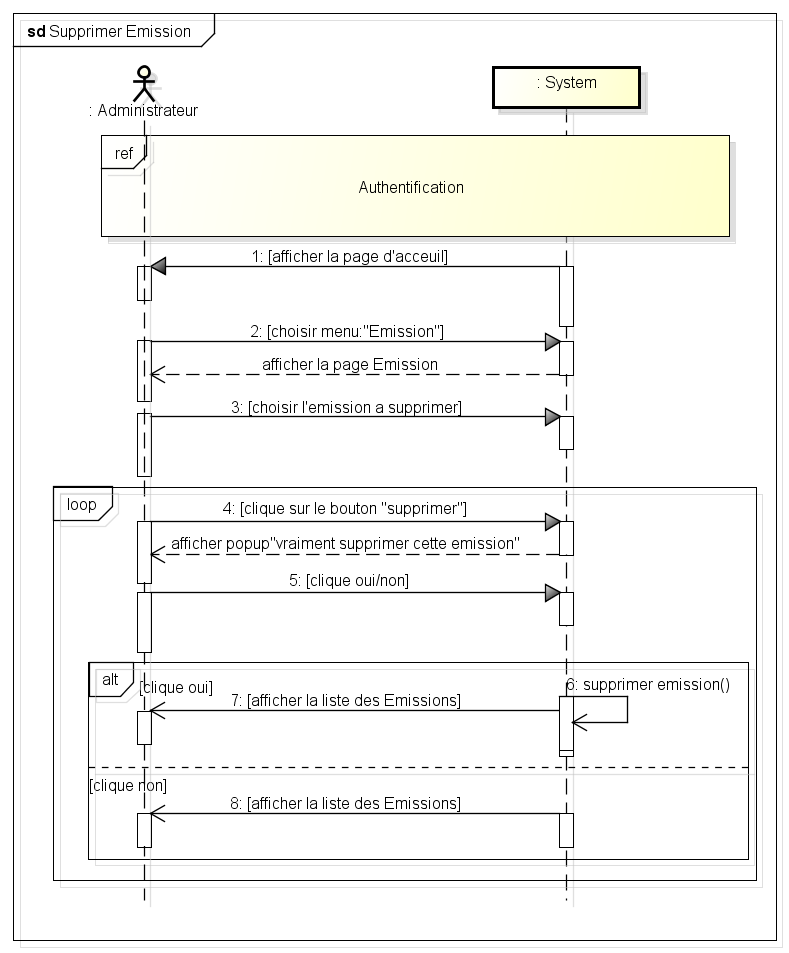 sd Supprimer Emission
: Administrateur
: System
ref
Authentification
1: [afficher la page d'acceuil]
2: [choisir menu:"Emission"]
afficher la page Emission
3: [choisir l'emission a supprimer]
loop
4: [clique sur le bouton "supprimer"]
afficher popup"vraiment supprimer cette emission"
5: [clique oui/non]
alt
[clique oui]
6: supprimer emission()
7: [afficher la liste des Emissions]
[clique non]
8: [afficher la liste des Emissions]